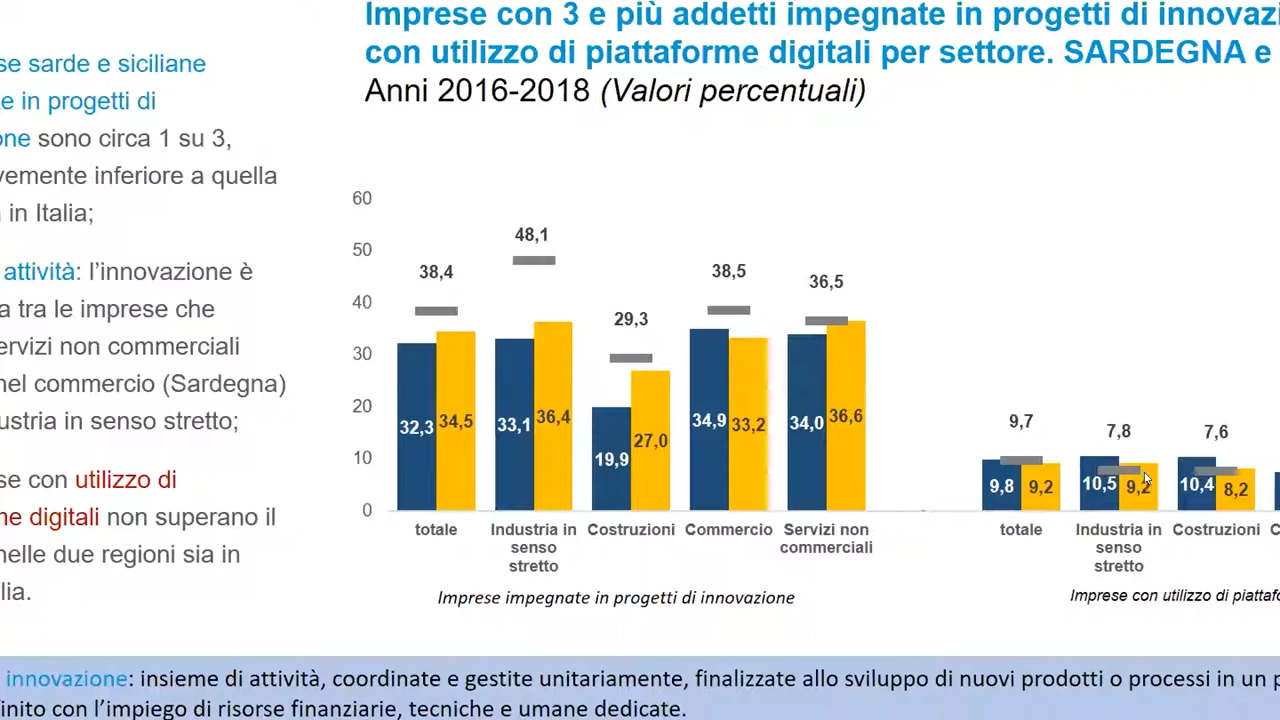 Imprese con 3 e più addetti impegnate in progetti di innovazi
con utilizzo di piattaforme digitali per settore. SARDEGNA e
Anni 2016-2018 (Valori percentuali)
se sarde e siciliane
e in progetti di
one sono circa 1 su 3,
vemente inferiore a quella
in Italia;
attività: l’innovazione è
a tra le imprese che
ervizi non commerciali
nel commercio (Sardegna)
ustria in senso stretto;
se con utilizzo di
ne digitali non superano il
nelle due regioni sia in
lia.
60
50
40
30
20
10
0
38,4
48,1
29,3
38,5
36,5
32,3
34,5
33,1
36,4
19,9
27,0
34,9
33,2
34,0
36,6
totale
Industria in
senso
stretto
Costruzioni
Commercio
Servizi non
commerciali
Imprese impegnate in progetti di innovazione
9,7
7,8
7,6
9,8
9,2
10,5
9,2
10,4
8,2
totale
Industria in
senso
stretto
Costruzioni
C
Imprese con utilizzo di piattafo
innovazione: insieme di attività, coordinate e gestite unitariamente, finalizzate allo sviluppo di nuovi prodotti o processi in un p
finito con l’impiego di risorse finanziarie, tecniche e umane dedicate.